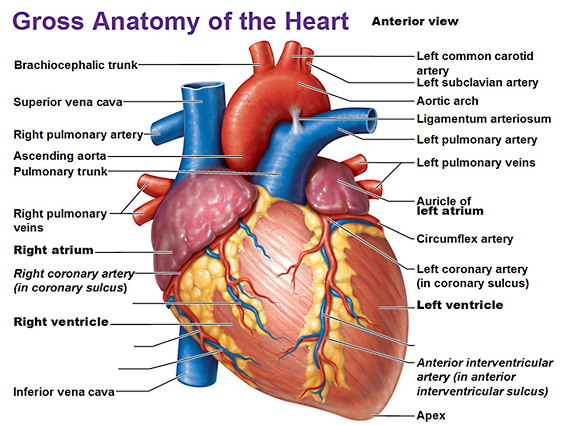 Gross Anatomy of the Heart
Anterior view
Brachiocephalic trunk
Superior vena cava
Right pulmonary artery
Ascending aorta
Pulmonary trunk
Right pulmonary
veins
Right atrium
Right coronary artery
(in coronary sulcus)
Right ventricle
Inferior vena cava
Left common carotid
artery
Left subclavian artery
Aortic arch
Ligamentum arteriosum
Left pulmonary artery
Left pulmonary veins
Auricle of
left atrium
Circumflex artery
Left coronary artery
(in coronary sulcus)
Left ventricle
Anterior interventricular
artery (in anterior
interventricular sulcus)
Apex